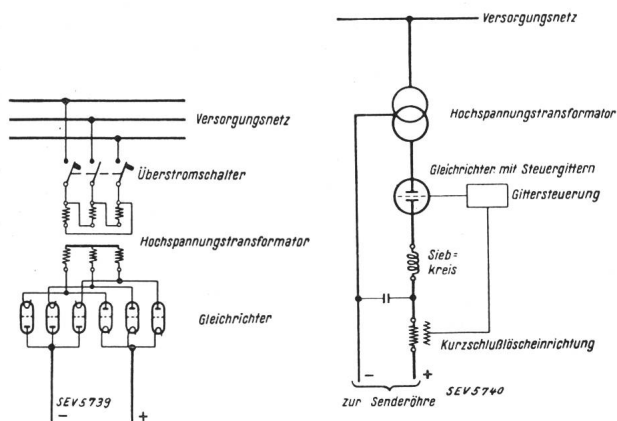 Versorgungsnetz
Überstromschalter
Hochspannungstransformator
Gleichrichter
SEV5739
−
+
Versorgungsnetz
Hochspannungstransformator
Gleichrichter mit Steuergittern
Gittersteuerung
Sieb=
kreis
Kurzschlußlöscheinrichtung
−
+
zur Senderöhre
SEV5740